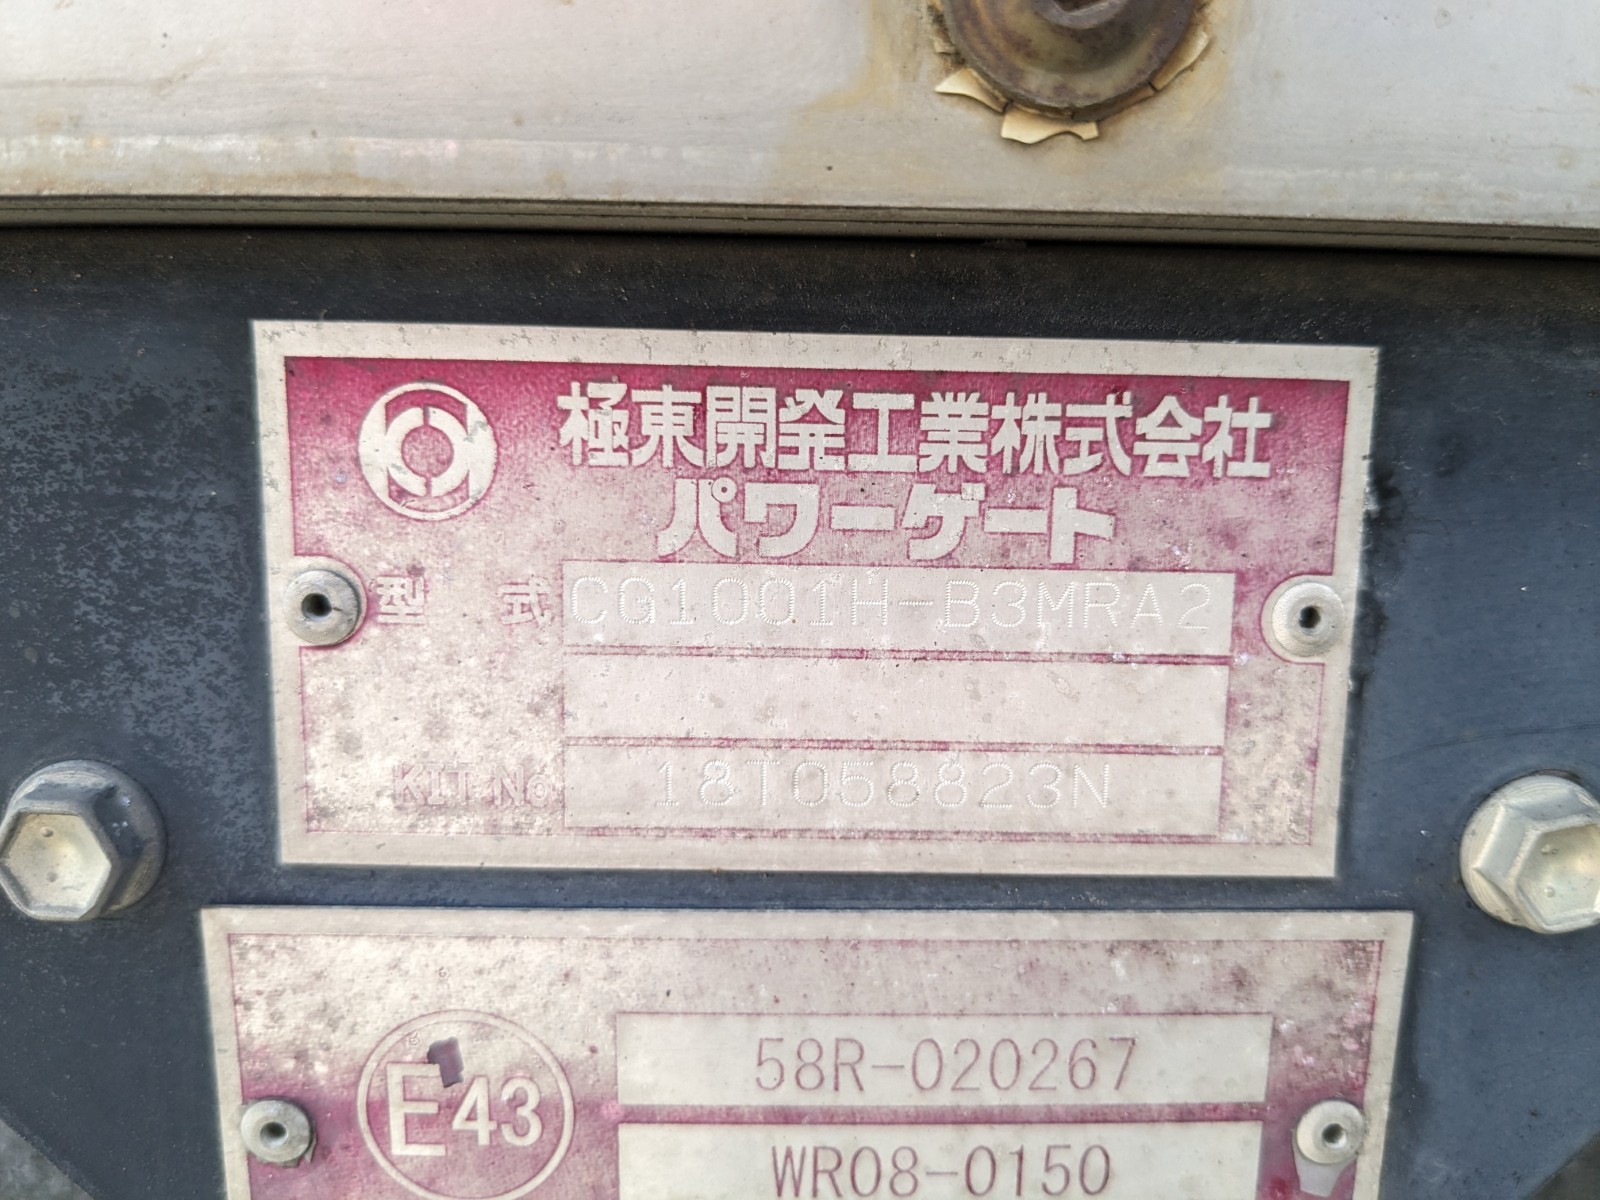 極東開発工業株式会社
パワーゲート
型 式 CG1001H-B3MRA2
KIT No 18T058823N
E43
58R-020267
WR08-0150